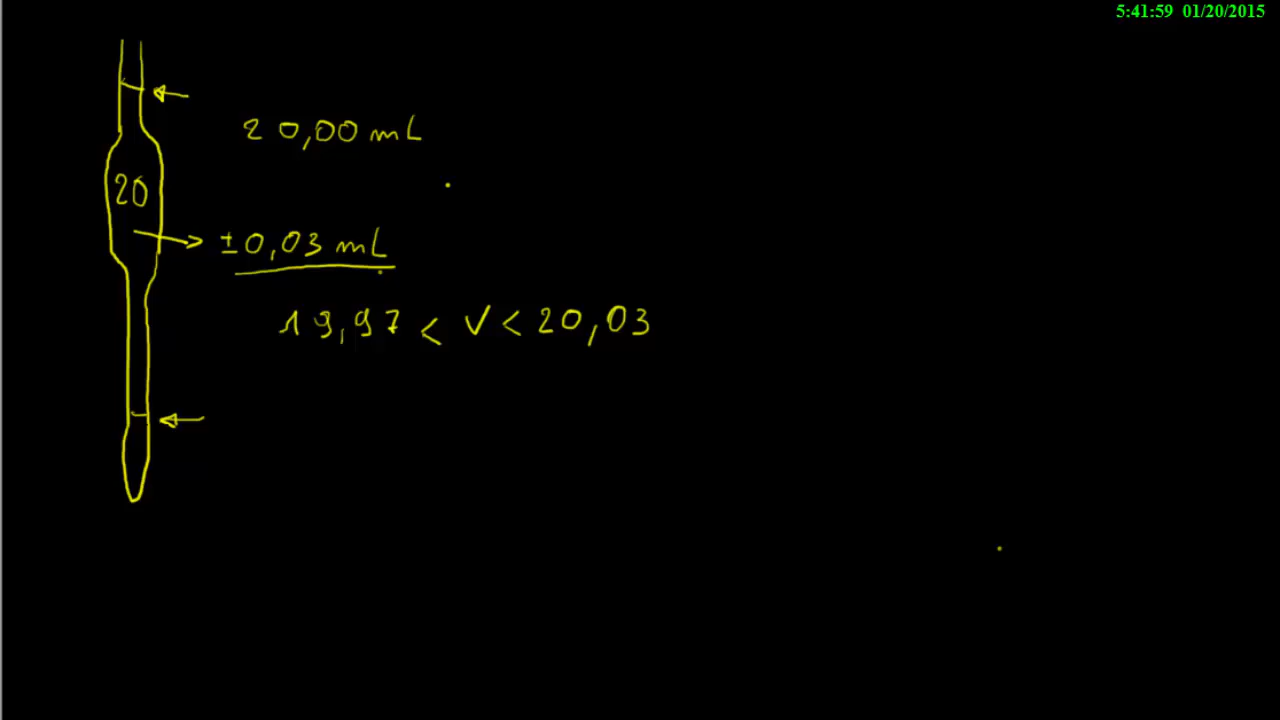 5:41:59 01/20/2015
20,00 mL
20
±0,03 mL
19,97 < V < 20,03